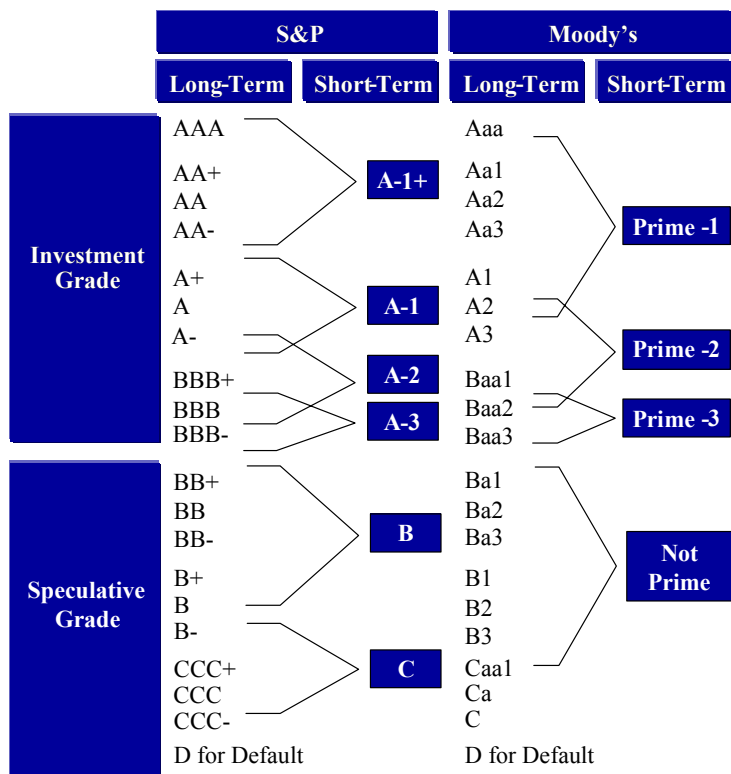 S&P
Moody's
Long-Term
Short-Term
Long-Term
Short-Term
Investment
Grade
AAA
AA+
AA
AA-
A+
A
A-
BBB+
BBB
BBB-
A-1+
A-1
A-2
A-3
Aaa
Aa1
Aa2
Aa3
A1
A2
A3
Baa1
Baa2
Baa3
Prime -1
Prime -2
Prime -3
Speculative
Grade
BB+
BB
BB-
B+
B
B-
CCC+
CCC
CCC-
D for Default
B
C
Ba1
Ba2
Ba3
B1
B2
B3
Caa1
Ca
C
D for Default
Not
Prime